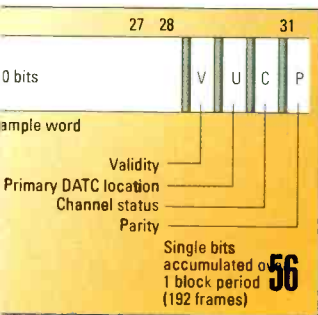 27 28 31
0 bits V U C P
ample word
Validity
Primary DATC location
Channel status
Parity
Single bits
accumulated ov
1 block period
(192 frames)
56